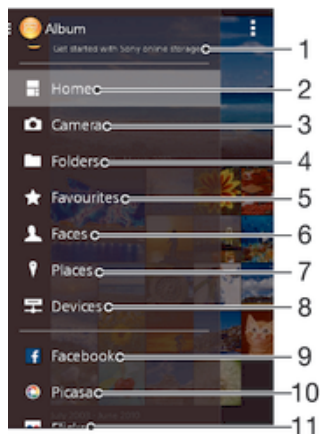 Album
Get started with Sony online storage
1
Home
2
Camera
3
Folders
4
Favourites
5
Faces
6
Places
7
Devices
8
Facebook
9
Picasa
10
Flickr
11